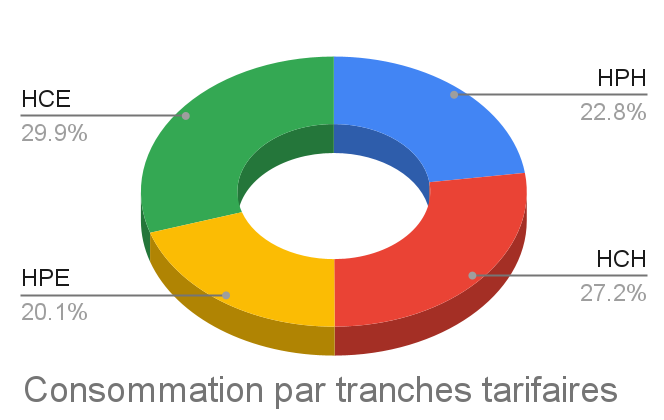 HPH
22.8%
HCE
29.9%
HCH
27.2%
HPE
20.1%
Consommation par tranches tarifaires